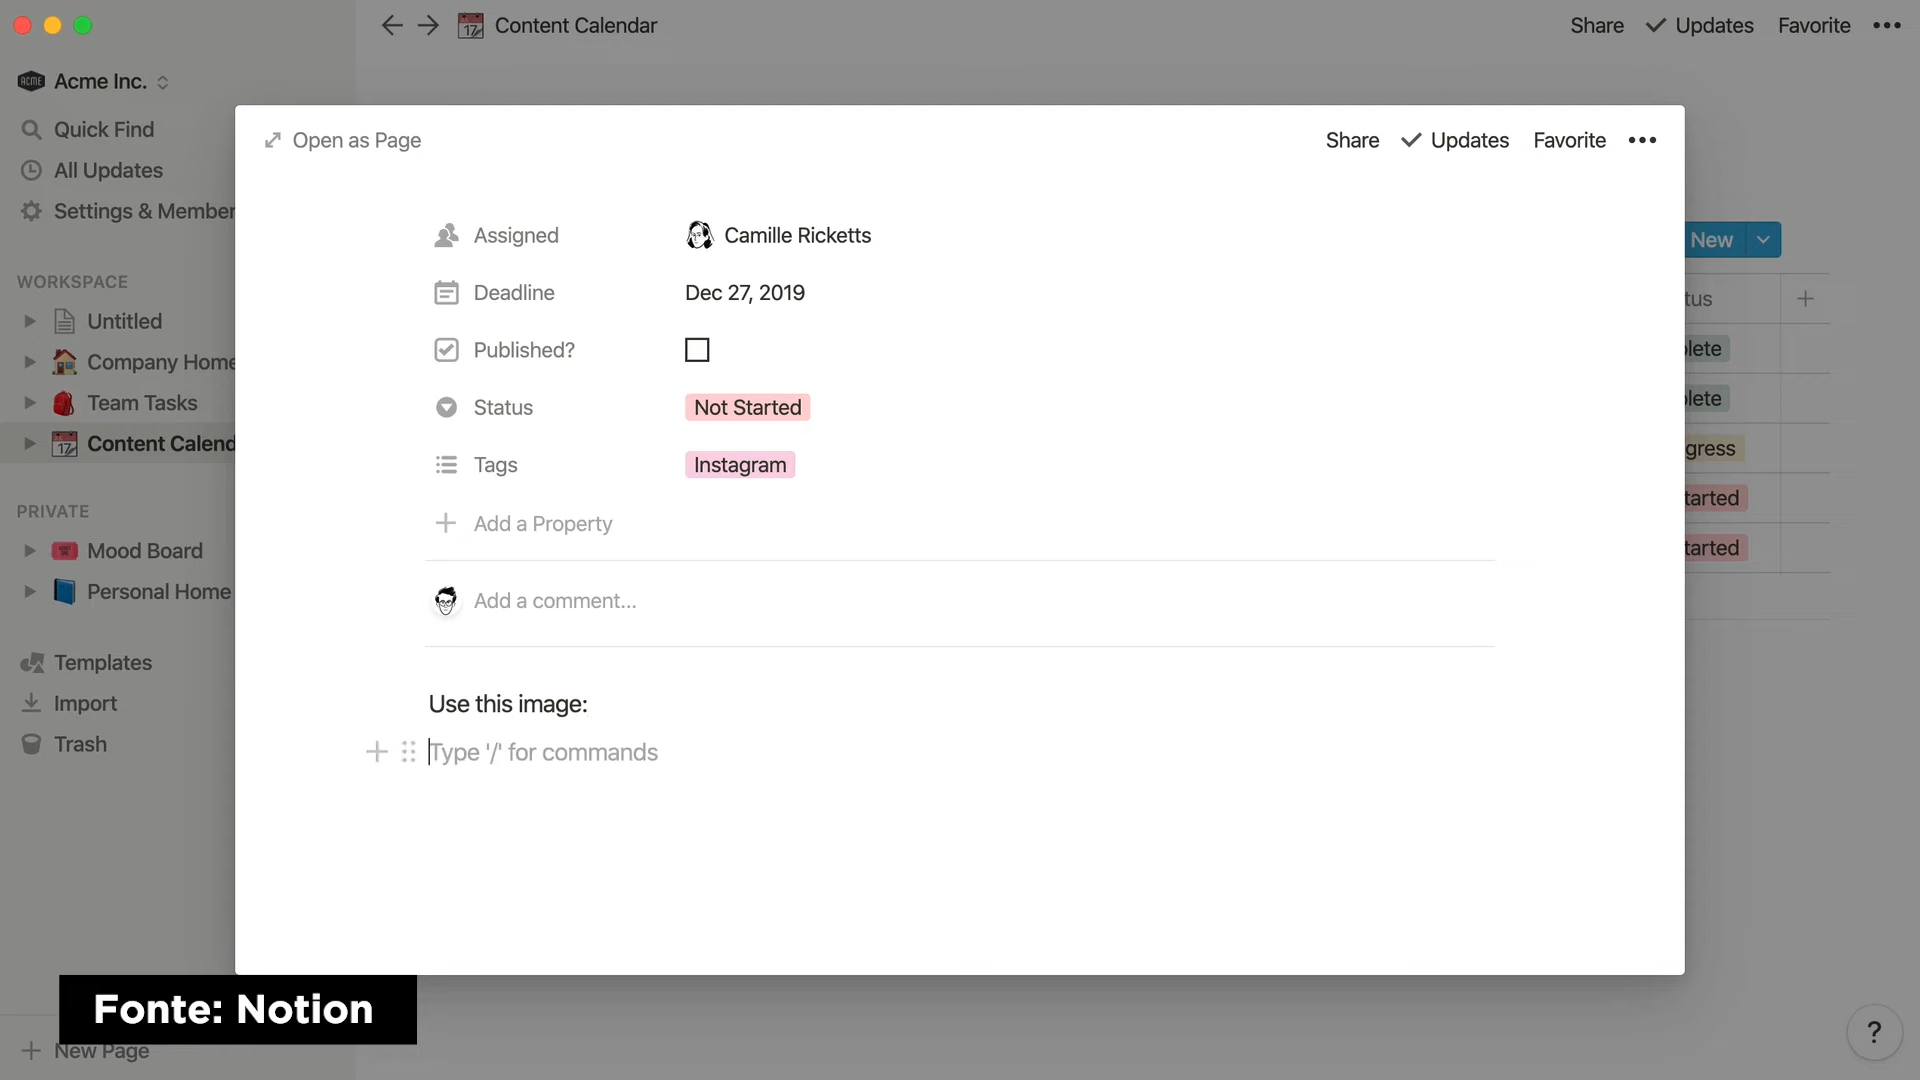 Content Calendar
Share
Updates
Favorite
ACME
Acme Inc.
Quick Find
All Updates
Settings & Member
WORKSPACE
Untitled
Company Home
Team Tasks
17
Content Calend
PRIVATE
Mood Board
Personal Home
Templates
Import
Trash
New Page
Open as Page
Share
Updates
Favorite
Assigned
Camille Ricketts
Deadline
Dec 27, 2019
Published?
Status
Not Started
Tags
Instagram
Add a Property
Add a comment...
Use this image:
Type '/' for commands
New
tus
lete
lete
gress
tarted
tarted
Fonte: Notion
?